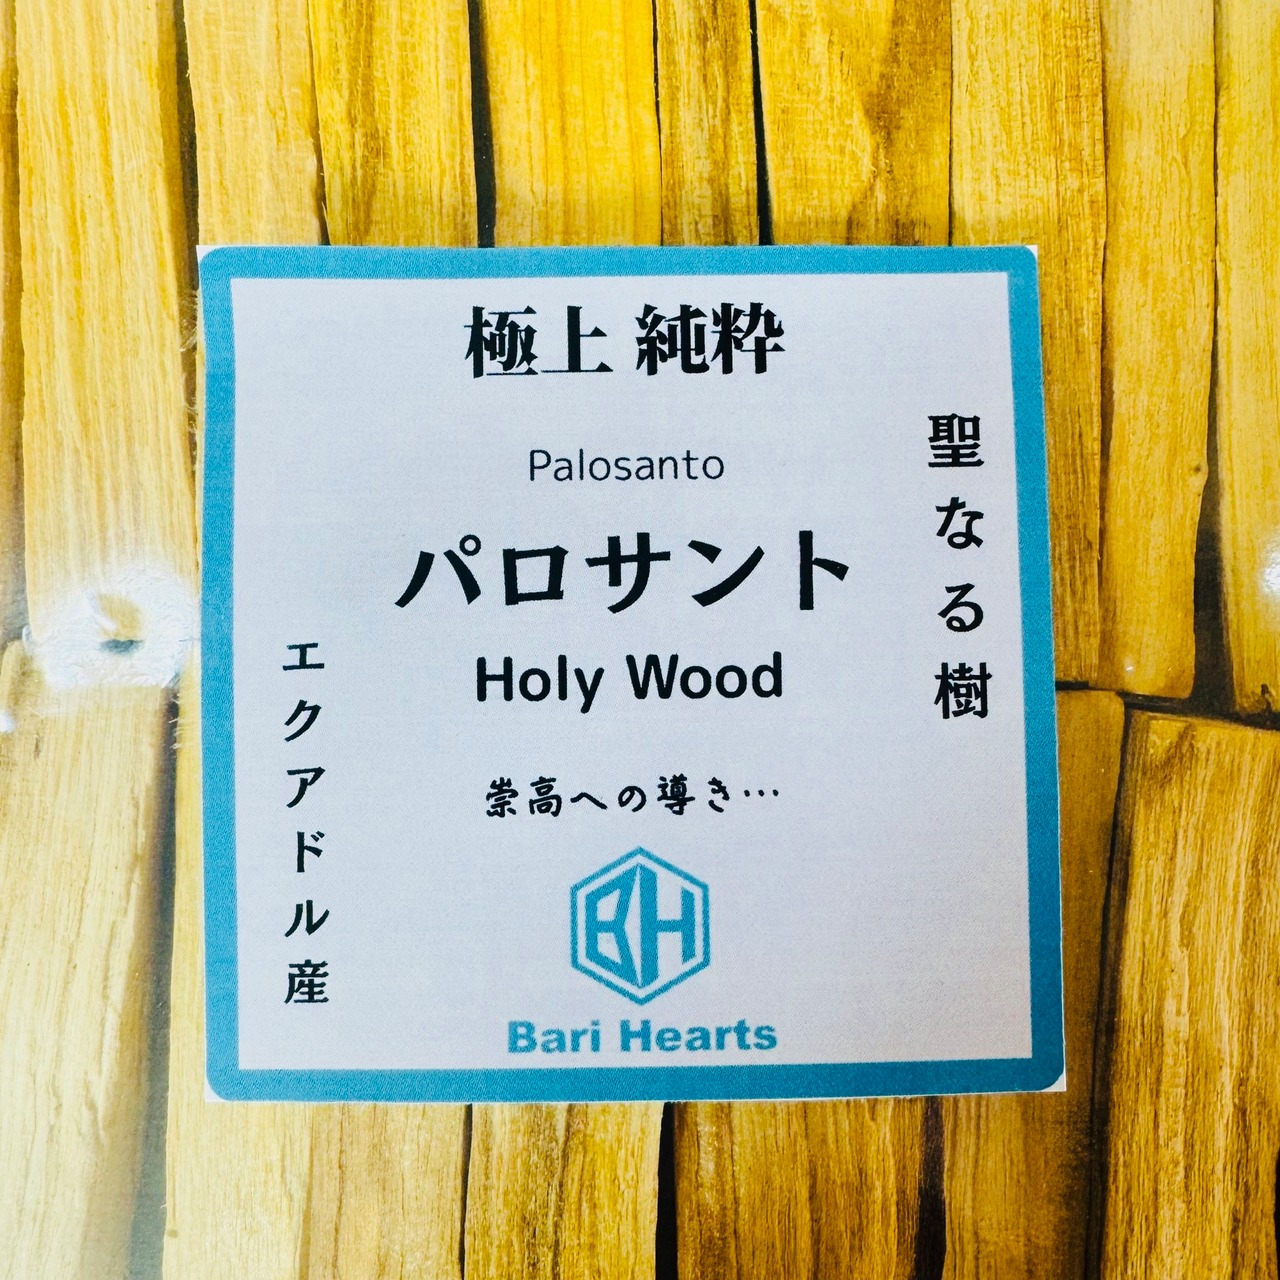 極上 純粋
Palosanto
パロサント
Holy Wood
聖なる樹
エクアドル産
崇高への導き…
BH
Bari Hearts